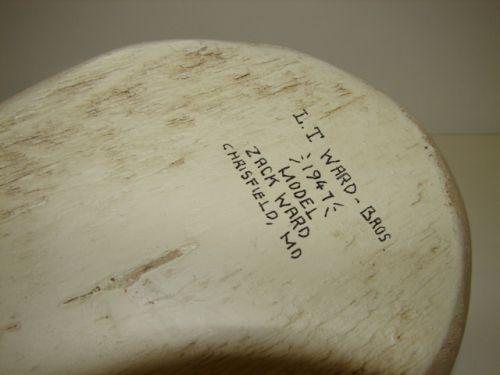 L.T WARD-BROS
1947
MODEL
ZACK WARD
CHRISFIELD, MD